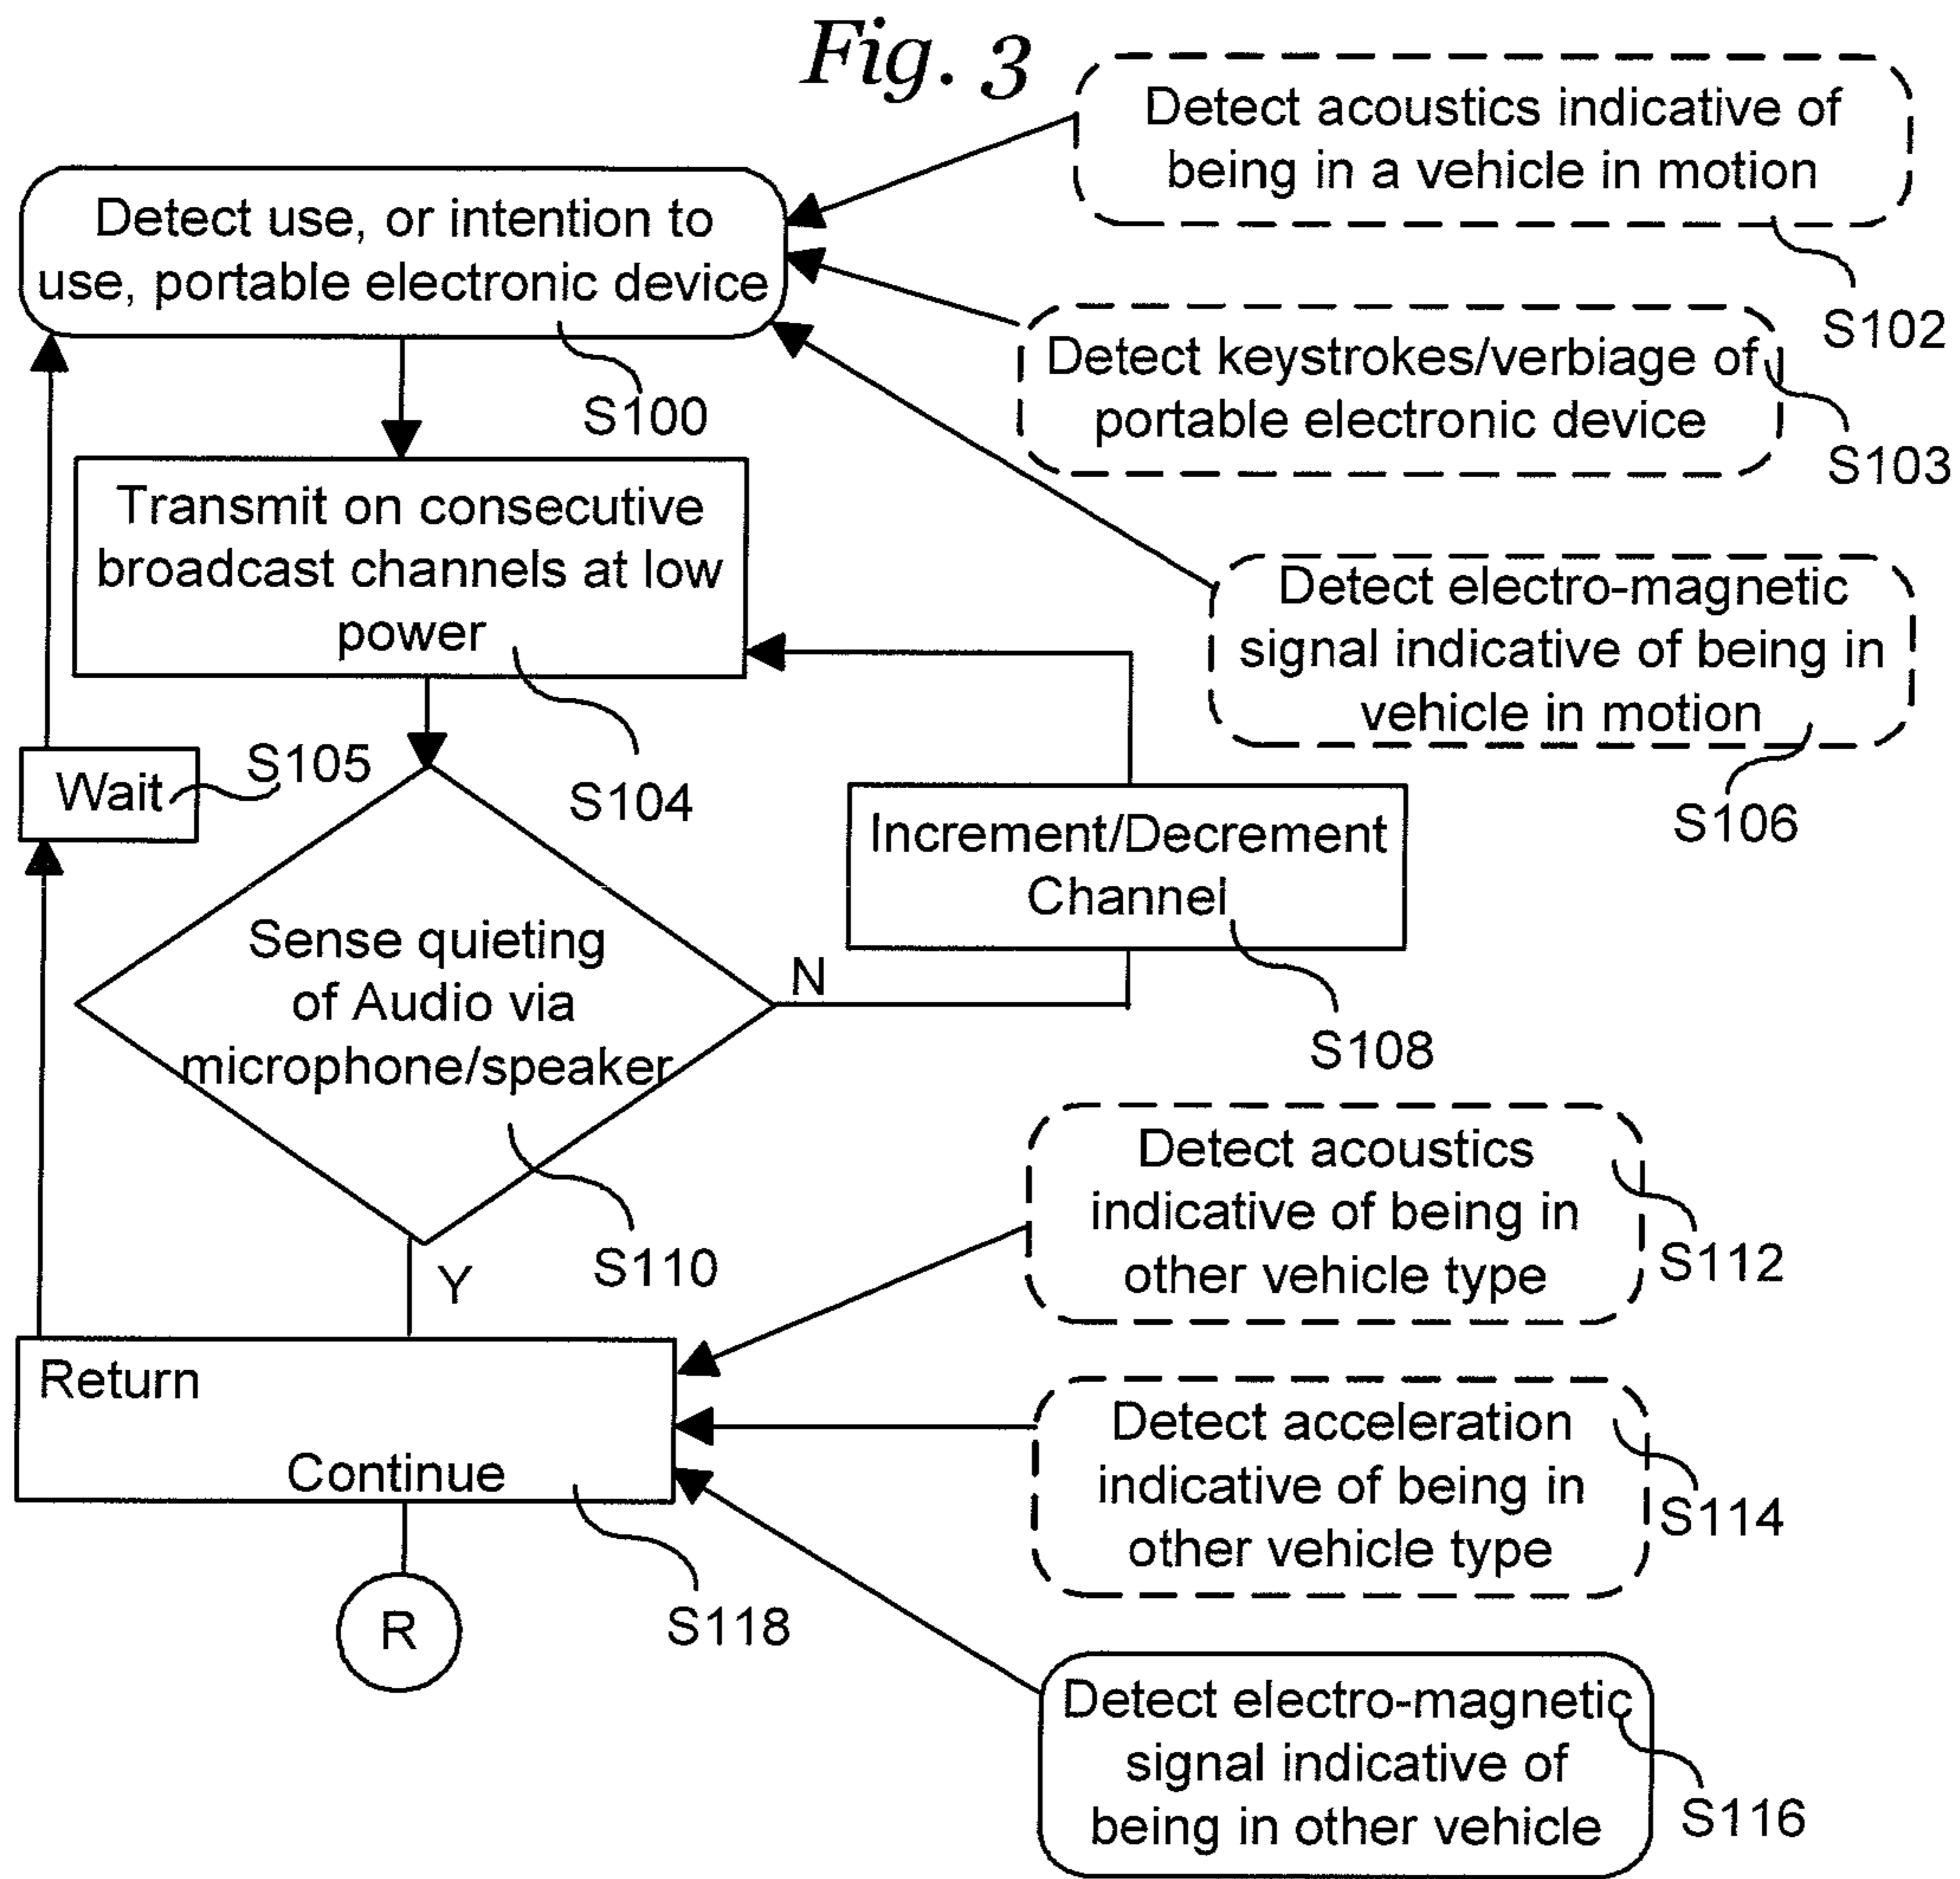 Fig. 3
Detect acoustics indicative of
being in a vehicle in motion
S102
Detect use, or intention to
use, portable electronic device
S100
Detect keystrokes/verbiage of
portable electronic device
S103
Transmit on consecutive
broadcast channels at low
power
S104
Detect electro-magnetic
signal indicative of being in
vehicle in motion
S106
Wait
S105
Increment/Decrement
Channel
S108
Sense quieting
of Audio via
microphone/speaker
S110
N
Y
Detect acoustics
indicative of being in
other vehicle type
S112
Return
Continue
S118
Detect acceleration
indicative of being in
other vehicle type
S114
R
Detect electro-magnetic
signal indicative of
being in other vehicle
S116